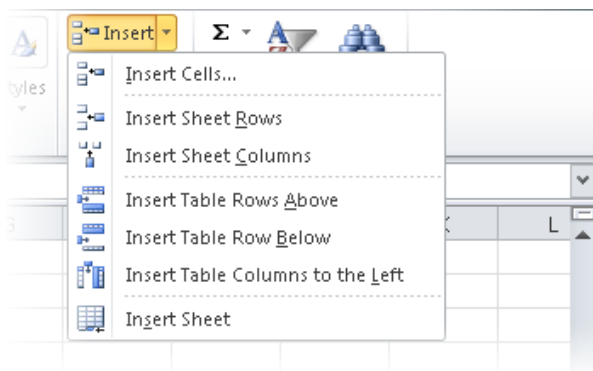 Insert
Σ
A
tyles
Insert Cells...
Insert Sheet Rows
Insert Sheet Columns
Insert Table Rows Above
Insert Table Row Below
Insert Table Columns to the Left
L
Insert Sheet